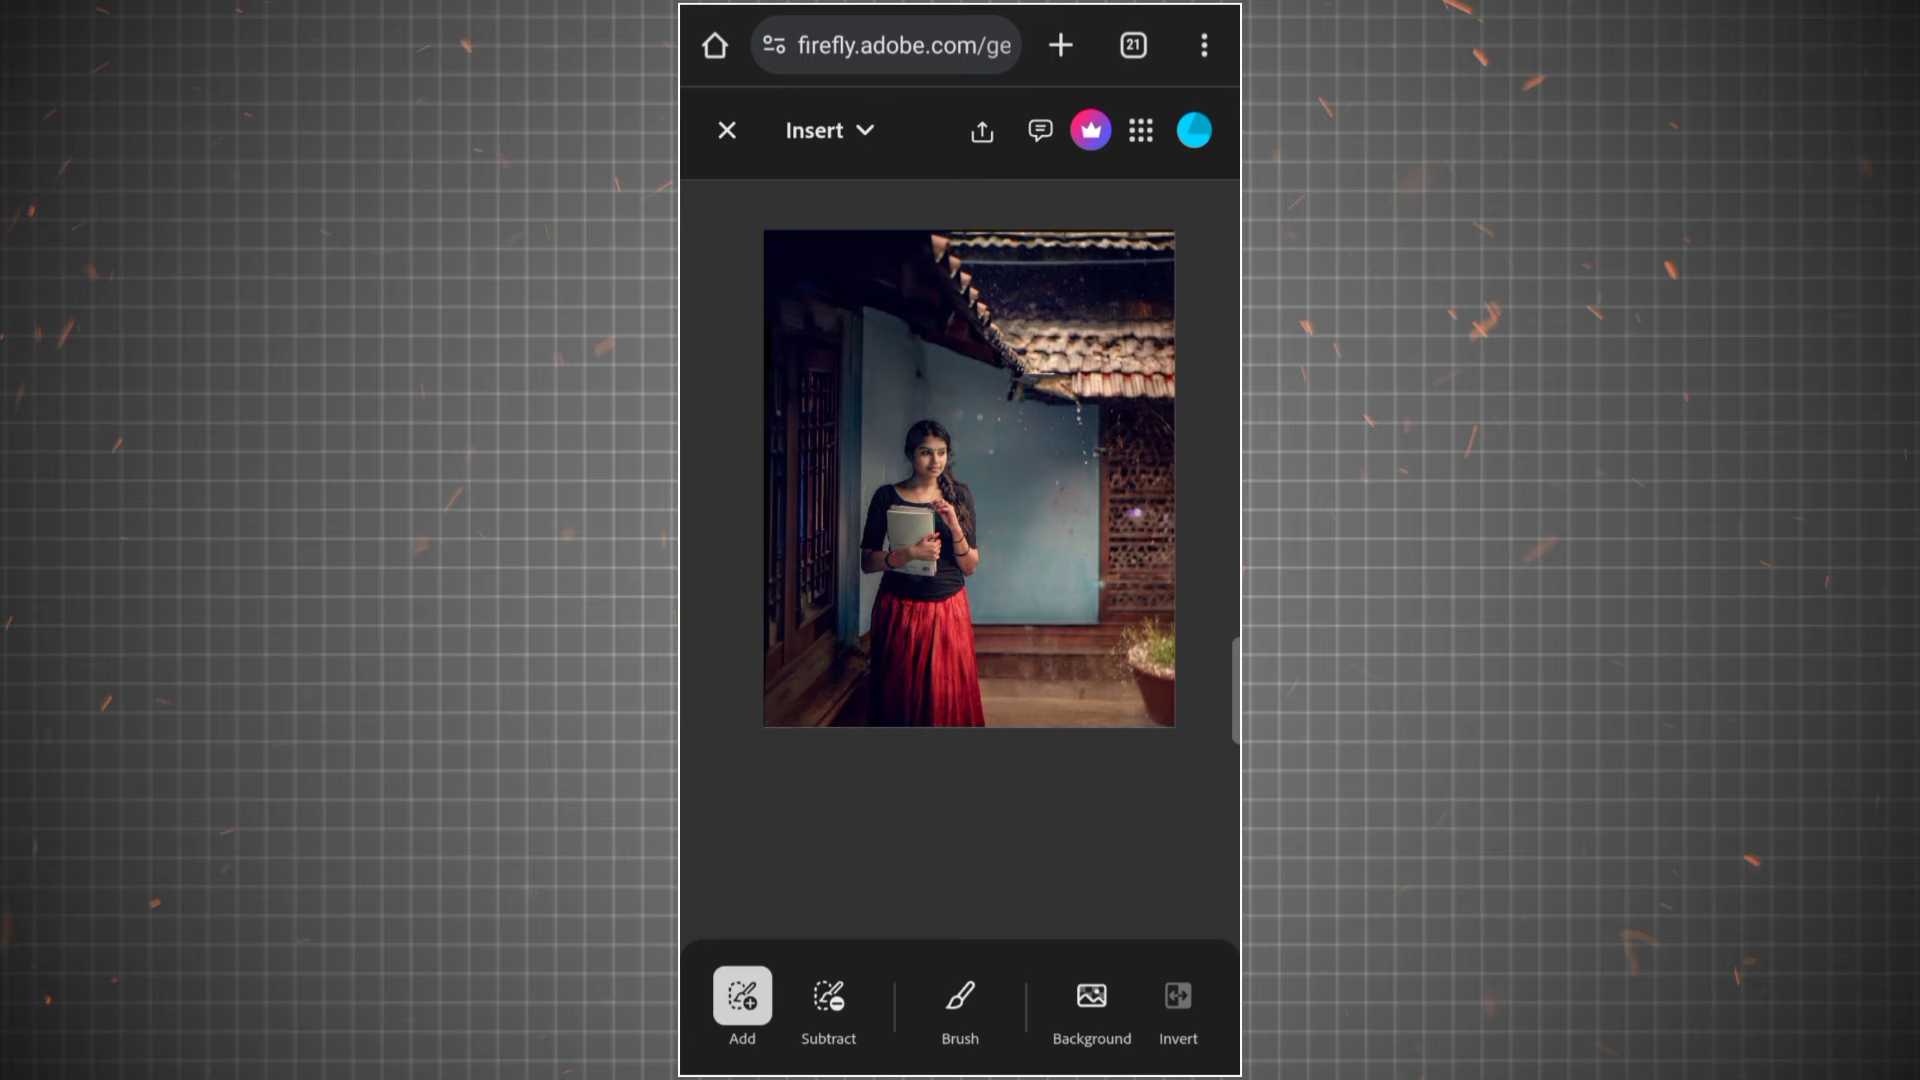 firefly.adobe.com/ge
21
Insert
Add
Subtract
Brush
Background
Invert